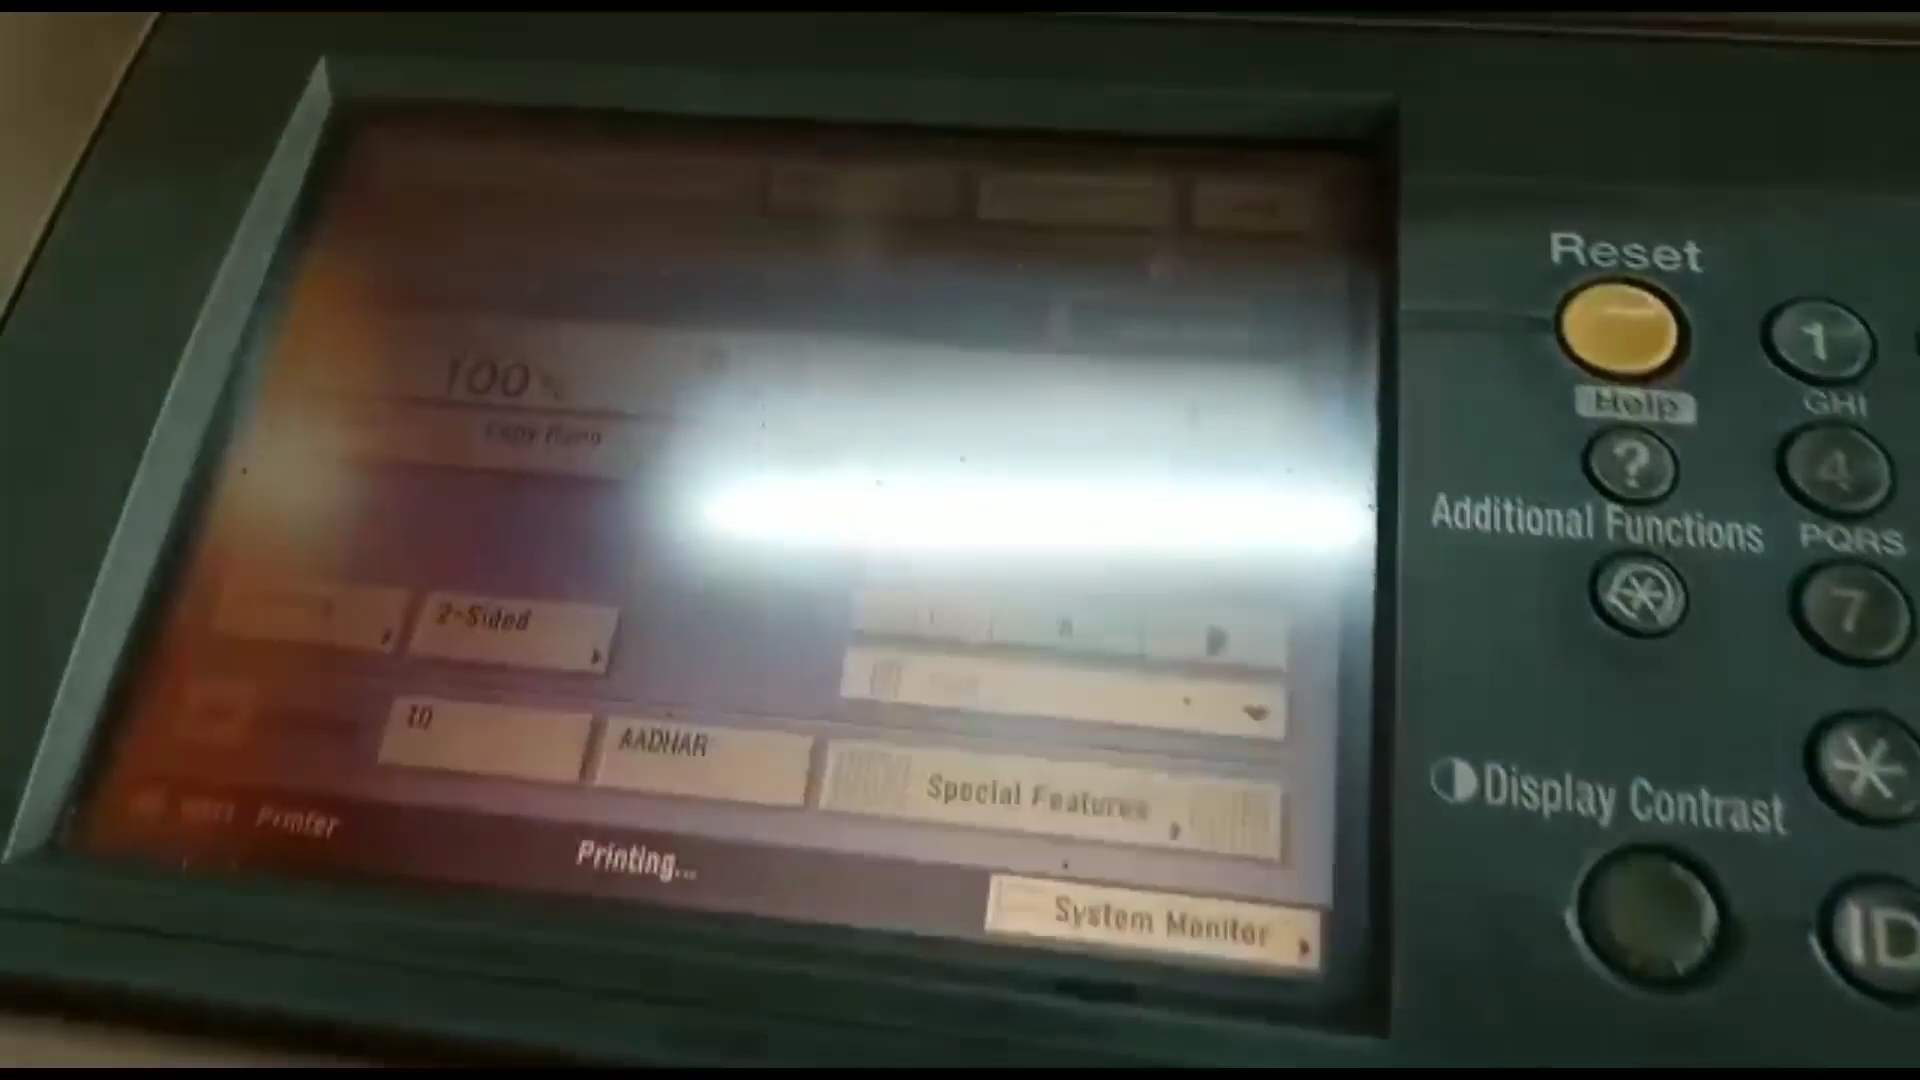 100 %
Copy Ratio
2-Sided
ID
AADHAR
Special Features
Printer
Printing...
System Monitor
Reset
Help
?
Additional Functions
Display Contrast
1
GHI
4
PQRS
7
*
ID